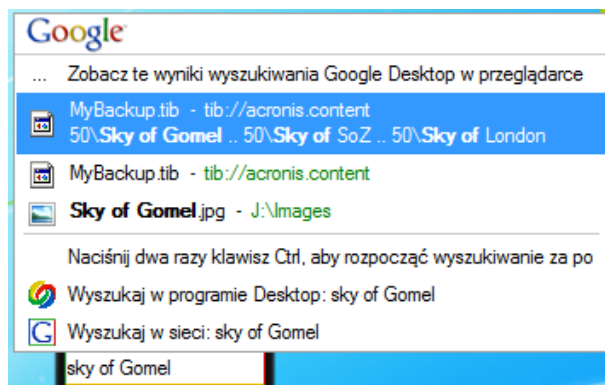 Google
... Zobacz te wyniki wyszukiwania Google Desktop w przeglądarce
MyBackup.tib - tib://acronis.content
50\Sky of Gomel .. 50\Sky of SoZ .. 50\Sky of London
MyBackup.tib - tib://acronis.content
Sky of Gomel.jpg - J:\Images
Naciśnij dwa razy klawisz Ctrl, aby rozpocząć wyszukiwanie za po
Wyszukaj w programie Desktop: sky of Gomel
G Wyszukaj w sieci: sky of Gomel
sky of Gomel